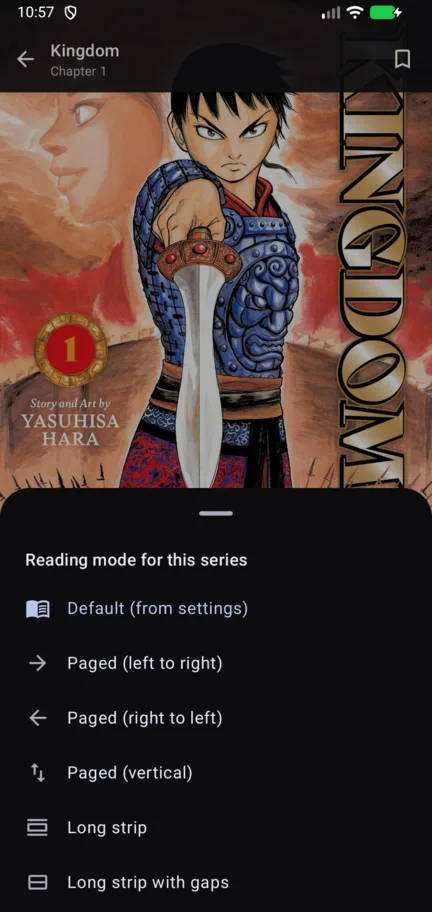 10:57
Kingdom
Chapter 1
KINGDOM
1
Story and Art by
YASUHISA
HARA
Reading mode for this series
Default (from settings)
Paged (left to right)
Paged (right to left)
Paged (vertical)
Long strip
Long strip with gaps